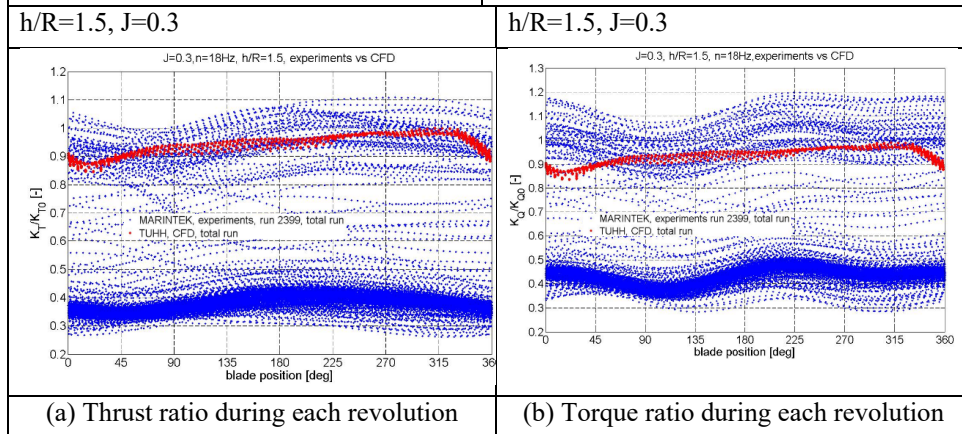 h/R=1.5, J=0.3
h/R=1.5, J=0.3
J=0.3,n=18Hz, h/R=1.5, experiments vs CFD
1.2
1.1
1
0.9
0.8
0.7
0.6
0.5
0.4
0.3
0.2
K_T/K_T0 [-]
MARINTEK, experiments, run 2399, total run
TUHH, CFD, total run
0 45 90 135 180 225 270 315 360
blade position [deg]
J=0.3, h/R=1.5, n=18Hz,experiments vs CFD
1.3
1.2
1.1
1
0.9
0.8
0.7
0.6
0.5
0.4
0.3
0.2
K_Q/K_Q0 [-]
MARINTEK, experiments run 2399, total run
TUHH, CFD, total run
0 45 90 135 180 225 270 315 360
blade position [deg]
(a) Thrust ratio during each revolution
(b) Torque ratio during each revolution